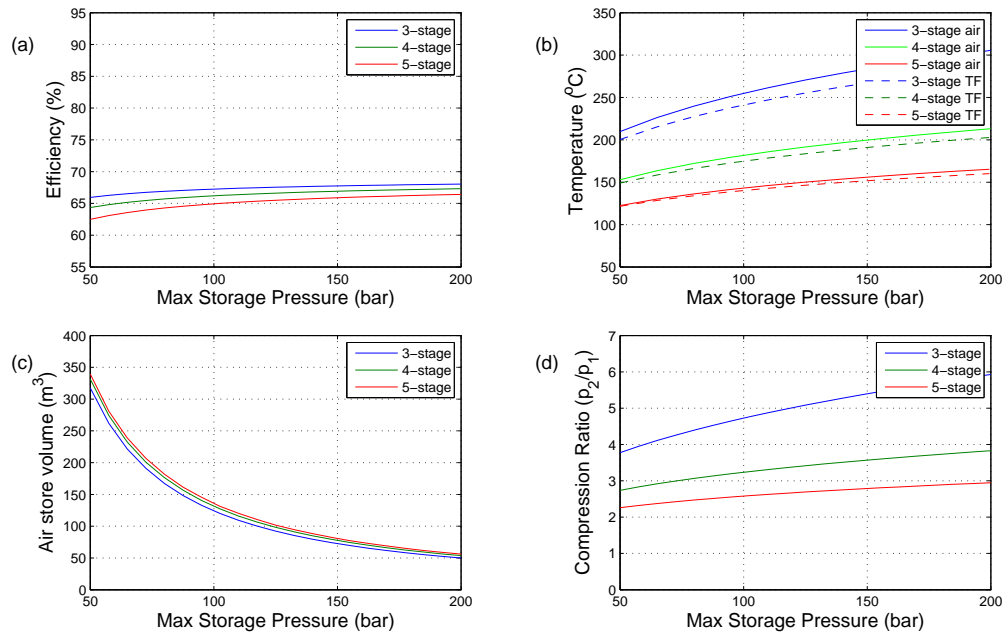 (a)
Efficiency (%)
95
90
85
80
75
70
65
60
55
50
100
150
200
Max Storage Pressure (bar)
3−stage
4−stage
5−stage
(b)
Temperature (°C)
350
300
250
200
150
100
50
50
100
150
200
Max Storage Pressure (bar)
3−stage air
4−stage air
5−stage air
3−stage TF
4−stage TF
5−stage TF
(c)
Air store volume (m³)
400
350
300
250
200
150
100
50
0
50
100
150
200
Max Storage Pressure (bar)
3−stage
4−stage
5−stage
(d)
Compression Ratio (p₂/p₁)
7
6
5
4
3
2
1
0
50
100
150
200
Max Storage Pressure (bar)
3−stage
4−stage
5−stage